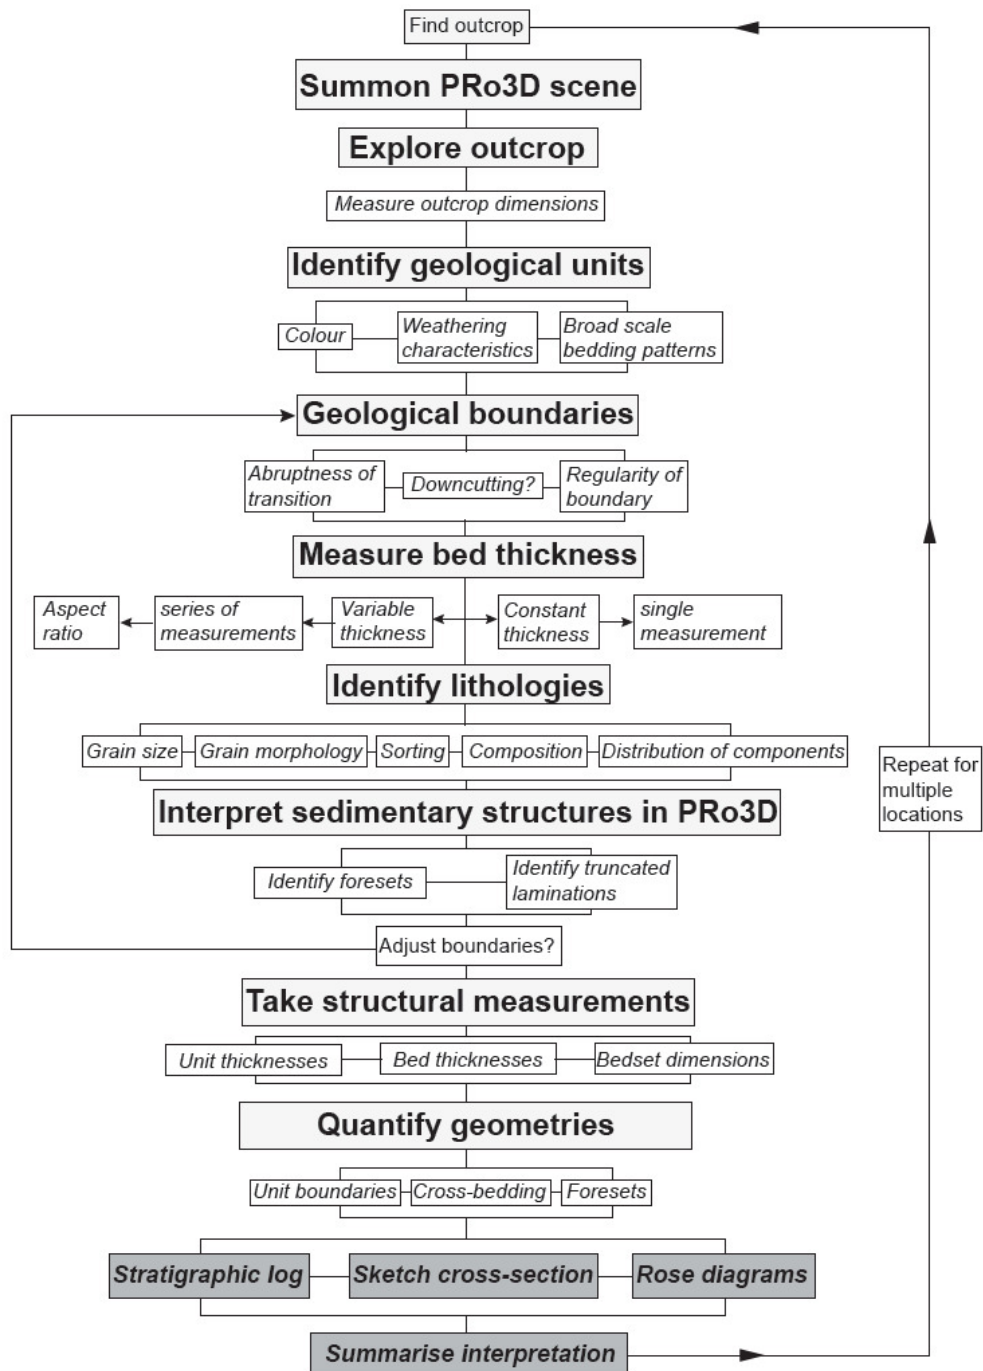 Find outcrop
Summon PRo3D scene
Explore outcrop
Measure outcrop dimensions
Identify geological units
Colour
Weathering
characteristics
Broad scale
bedding patterns
Geological boundaries
Abruptness of
transition
Downcutting?
Regularity of
boundary
Measure bed thickness
Aspect
ratio
series of
measurements
Variable
thickness
Constant
thickness
single
measurement
Identify lithologies
Grain size
Grain morphology
Sorting
Composition
Distribution of components
Repeat for
multiple
locations
Interpret sedimentary structures in PRo3D
Identify foresets
Identify truncated
laminations
Adjust boundaries?
Take structural measurements
Unit thicknesses
Bed thicknesses
Bedset dimensions
Quantify geometries
Unit boundaries
Cross-bedding
Foresets
Stratigraphic log
Sketch cross-section
Rose diagrams
Summarise interpretation